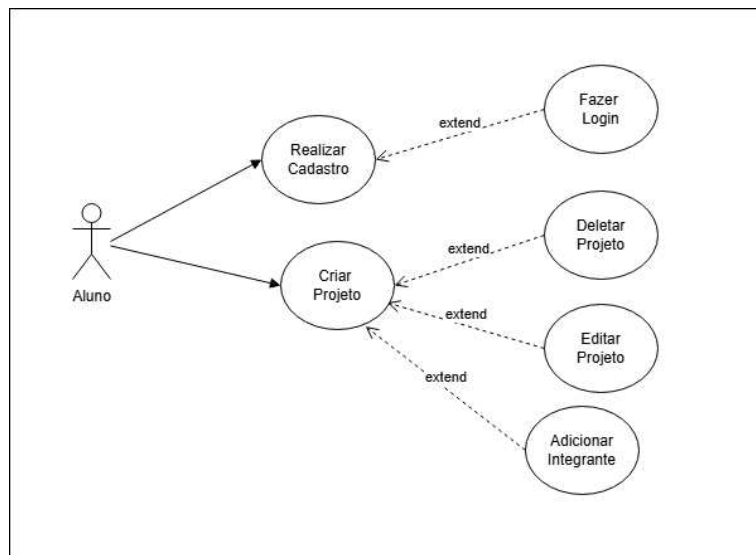 Fazer
Login
extend
Realizar
Cadastro
Deletar
Projeto
extend
Criar
Projeto
Aluno
extend
Editar
Projeto
extend
Adicionar
Integrante